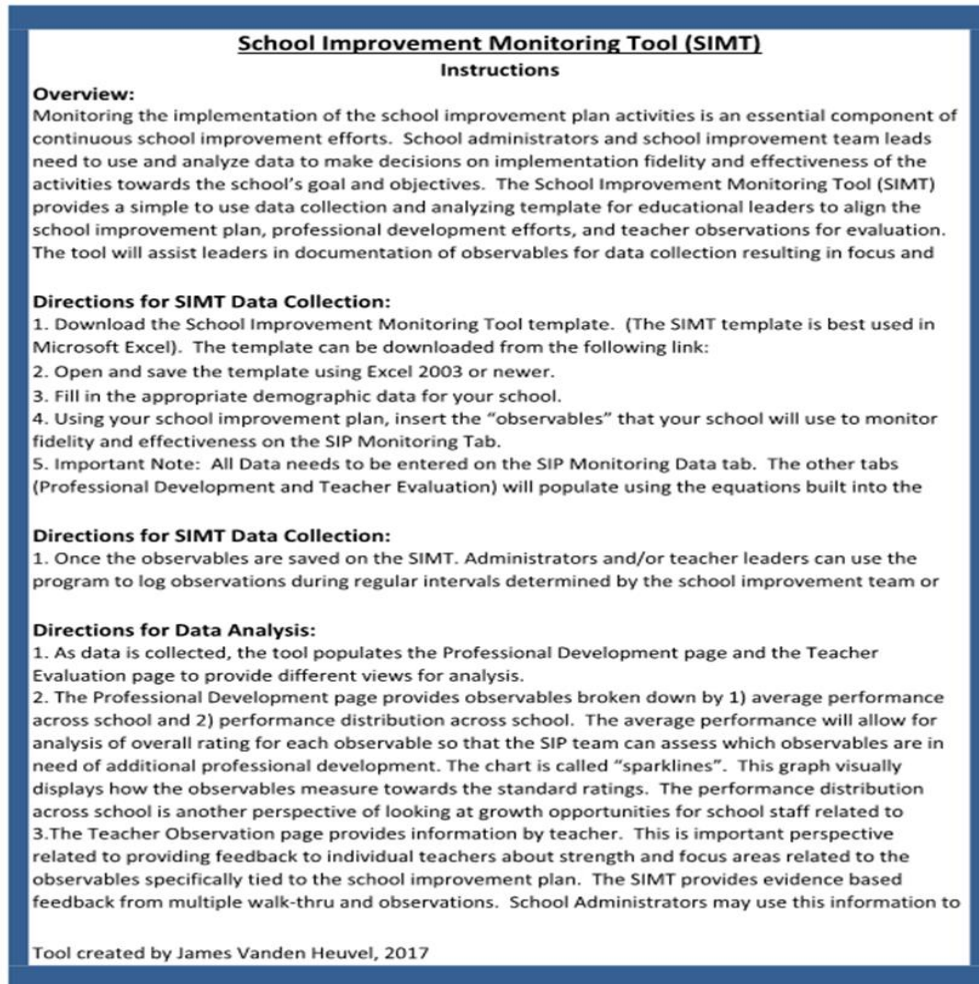 School Improvement Monitoring Tool (SIMT)
Instructions
Overview:
Monitoring the implementation of the school improvement plan activities is an essential component of
continuous school improvement efforts.  School administrators and school improvement team leads
need to use and analyze data to make decisions on implementation fidelity and effectiveness of the
activities towards the school’s goal and objectives.  The School Improvement Monitoring Tool (SIMT)
provides a simple to use data collection and analyzing template for educational leaders to align the
school improvement plan, professional development efforts, and teacher observations for evaluation.
The tool will assist leaders in documentation of observables for data collection resulting in focus and
Directions for SIMT Data Collection:
1. Download the School Improvement Monitoring Tool template.  (The SIMT template is best used in
Microsoft Excel).  The template can be downloaded from the following link:
2. Open and save the template using Excel 2003 or newer.
3. Fill in the appropriate demographic data for your school.
4. Using your school improvement plan, insert the “observables” that your school will use to monitor
fidelity and effectiveness on the SIP Monitoring Tab.
5. Important Note:  All Data needs to be entered on the SIP Monitoring Data tab.  The other tabs
(Professional Development and Teacher Evaluation) will populate using the equations built into the
Directions for SIMT Data Collection:
1. Once the observables are saved on the SIMT. Administrators and/or teacher leaders can use the
program to log observations during regular intervals determined by the school improvement team or
Directions for Data Analysis:
1. As data is collected, the tool populates the Professional Development page and the Teacher
Evaluation page to provide different views for analysis.
2. The Professional Development page provides observables broken down by 1) average performance
across school and 2) performance distribution across school.  The average performance will allow for
analysis of overall rating for each observable so that the SIP team can assess which observables are in
need of additional professional development. The chart is called “sparklines”.  This graph visually
displays how the observables measure towards the standard ratings.  The performance distribution
across school is another perspective of looking at growth opportunities for school staff related to
3.The Teacher Observation page provides information by teacher.  This is important perspective
related to providing feedback to individual teachers about strength and focus areas related to the
observables specifically tied to the school improvement plan.  The SIMT provides evidence based
feedback from multiple walk-thru and observations.  School Administrators may use this information to
Tool created by James Vanden Heuvel, 2017